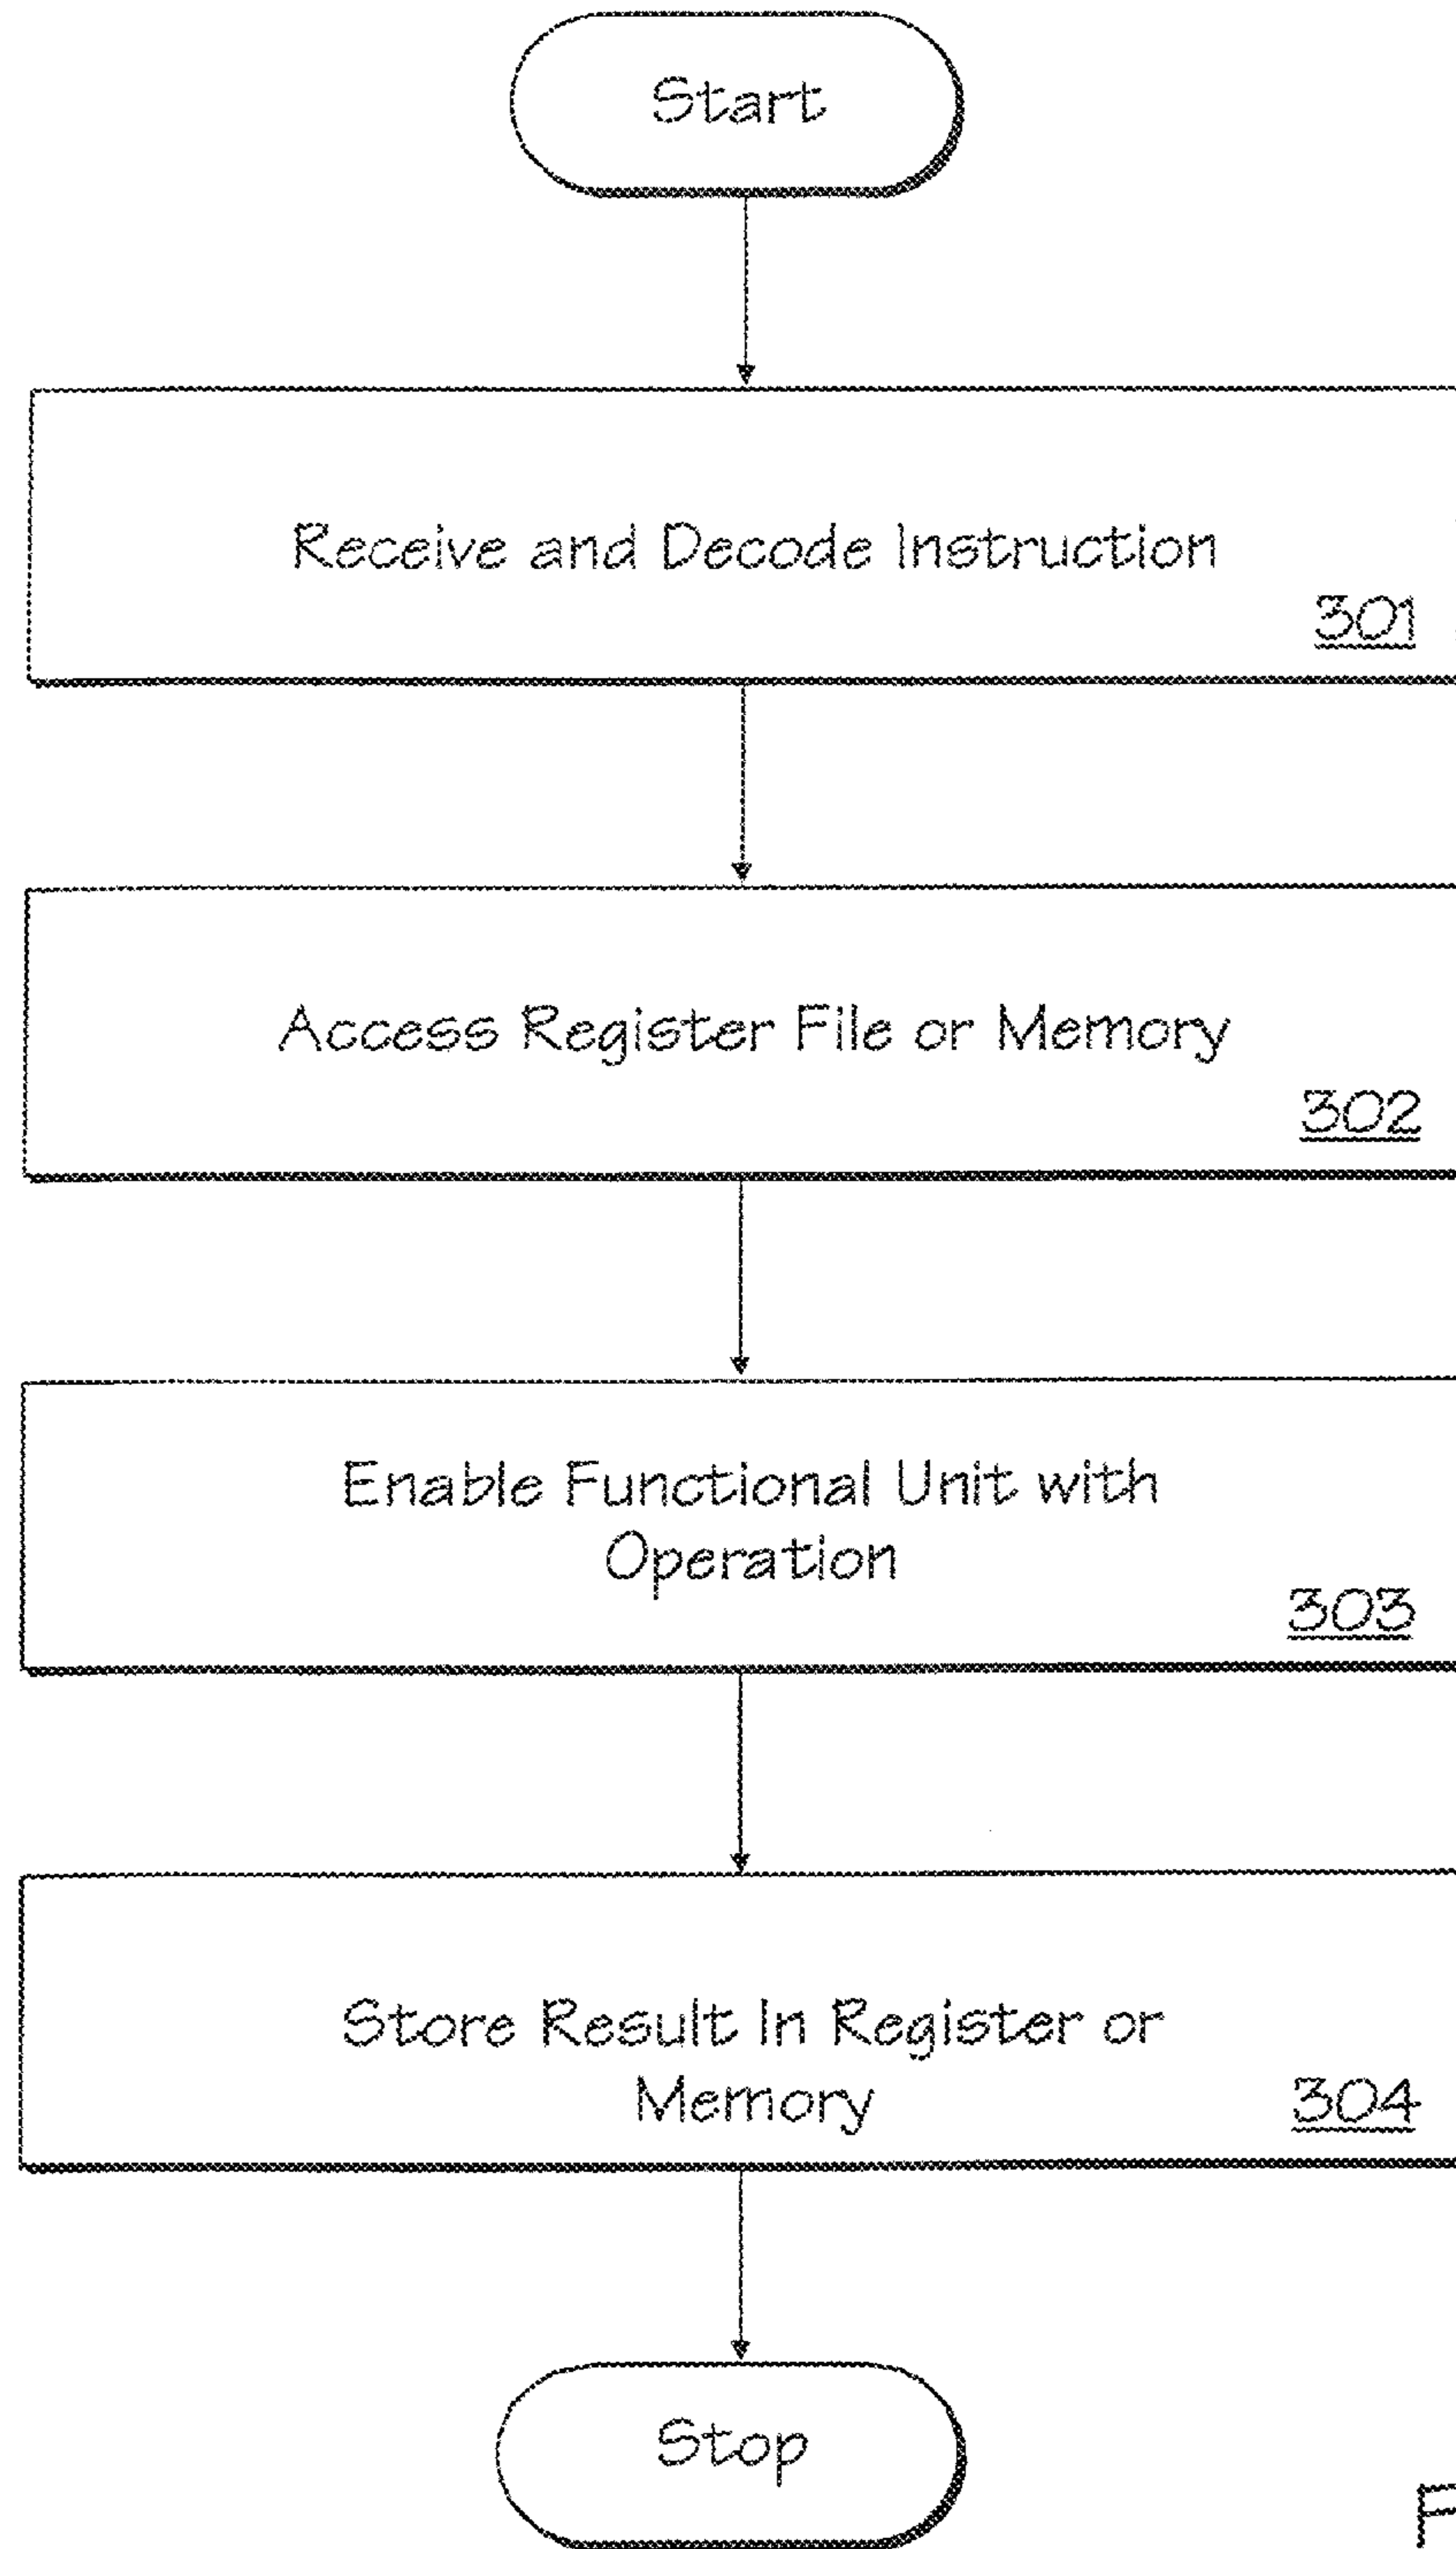 Start
Receive and Decode Instruction
301
Access Register File or Memory
302
Enable Functional Unit with
Operation
303
Store Result In Register or
Memory
304
Stop
F